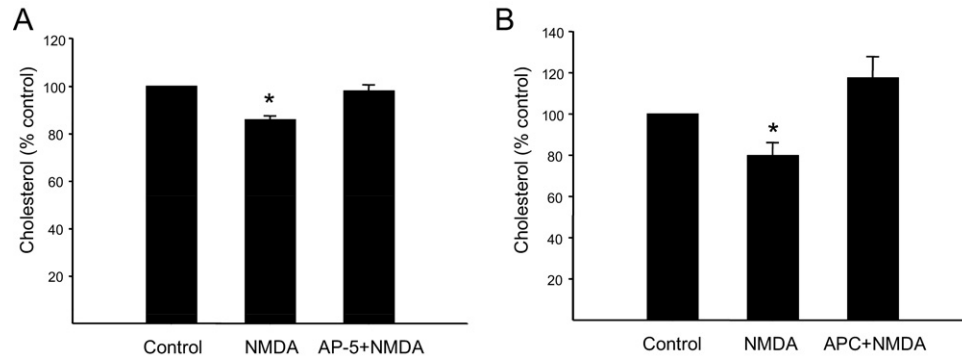 A
Cholesterol (% control)
120
100
80
60
40
20
*
Control NMDA AP-5+NMDA
B
Cholesterol (% control)
140
120
100
80
60
40
20
*
Control NMDA APC+NMDA